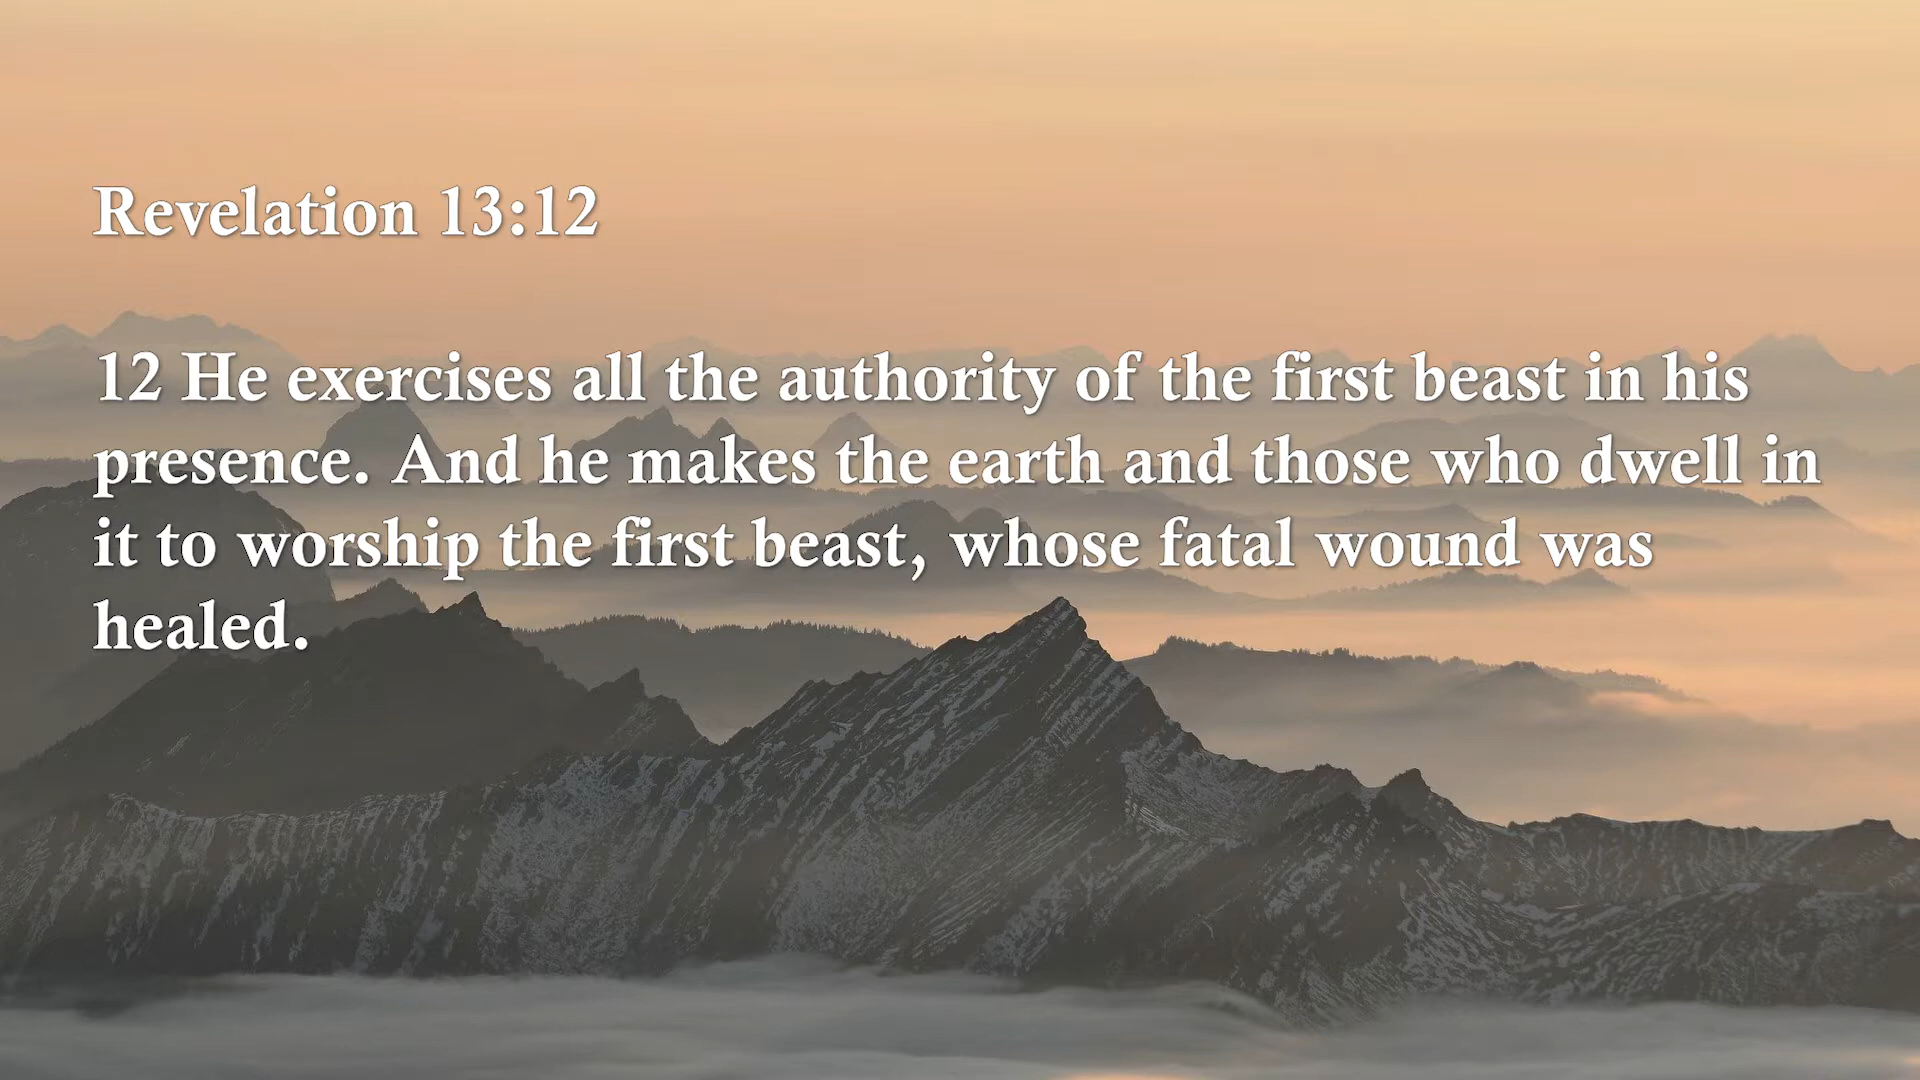 Revelation 13:12
12 He exercises all the authority of the first beast in his
presence. And he makes the earth and those who dwell in
it to worship the first beast, whose fatal wound was
healed.